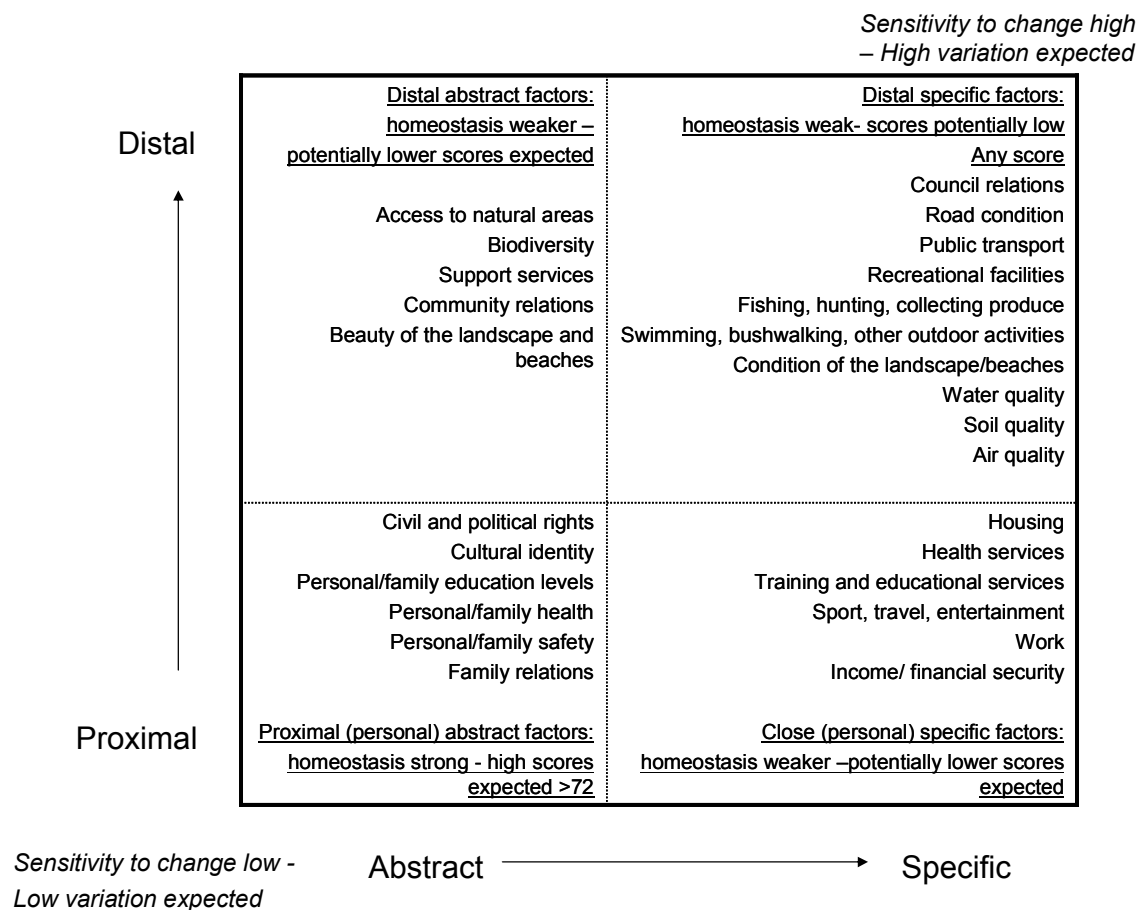 Sensitivity to change high
– High variation expected
Distal
Distal abstract factors:
homeostasis weaker –
potentially lower scores expected
Access to natural areas
Biodiversity
Support services
Community relations
Beauty of the landscape and
beaches
Distal specific factors:
homeostasis weak- scores potentially low
Any score
Council relations
Road condition
Public transport
Recreational facilities
Fishing, hunting, collecting produce
Swimming, bushwalking, other outdoor activities
Condition of the landscape/beaches
Water quality
Soil quality
Air quality
Civil and political rights
Cultural identity
Personal/family education levels
Personal/family health
Personal/family safety
Family relations
Proximal (personal) abstract factors:
homeostasis strong - high scores
expected >72
Housing
Health services
Training and educational services
Sport, travel, entertainment
Work
Income/ financial security
Close (personal) specific factors:
homeostasis weaker –potentially lower scores
expected
Proximal
Sensitivity to change low -
Low variation expected
Abstract
Specific